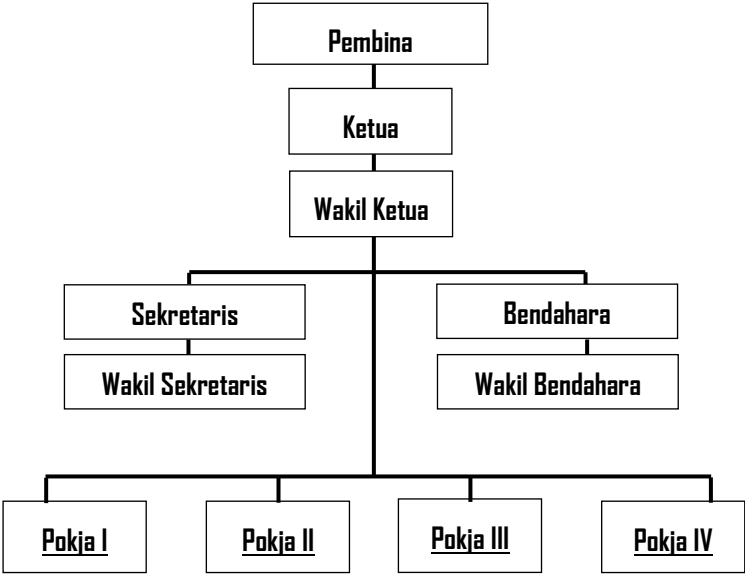 Pembina
Ketua
Wakil Ketua
Sekretaris
Bendahara
Wakil Sekretaris
Wakil Bendahara
Pokja I
Pokja II
Pokja III
Pokja IV